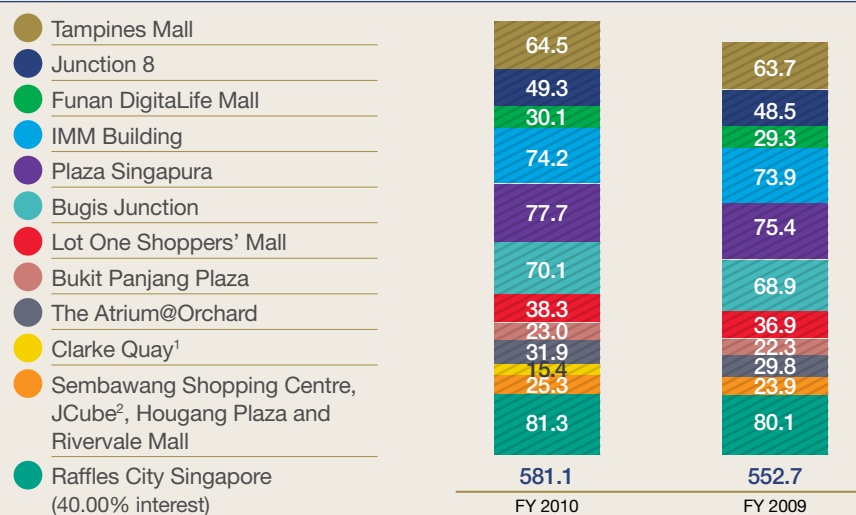 Tampines Mall
Junction 8
Funan DigitaLife Mall
IMM Building
Plaza Singapura
Bugis Junction
Lot One Shoppers’ Mall
Bukit Panjang Plaza
The Atrium@Orchard
Clarke Quay¹
Sembawang Shopping Centre,
JCube², Hougang Plaza and
Rivervale Mall
Raffles City Singapore
(40.00% interest)
64.5
49.3
30.1
74.2
77.7
70.1
38.3
23.0
31.9
15.4
25.3
81.3
581.1
FY 2010
63.7
48.5
29.3
73.9
75.4
68.9
36.9
22.3
29.8
23.9
80.1
552.7
FY 2009